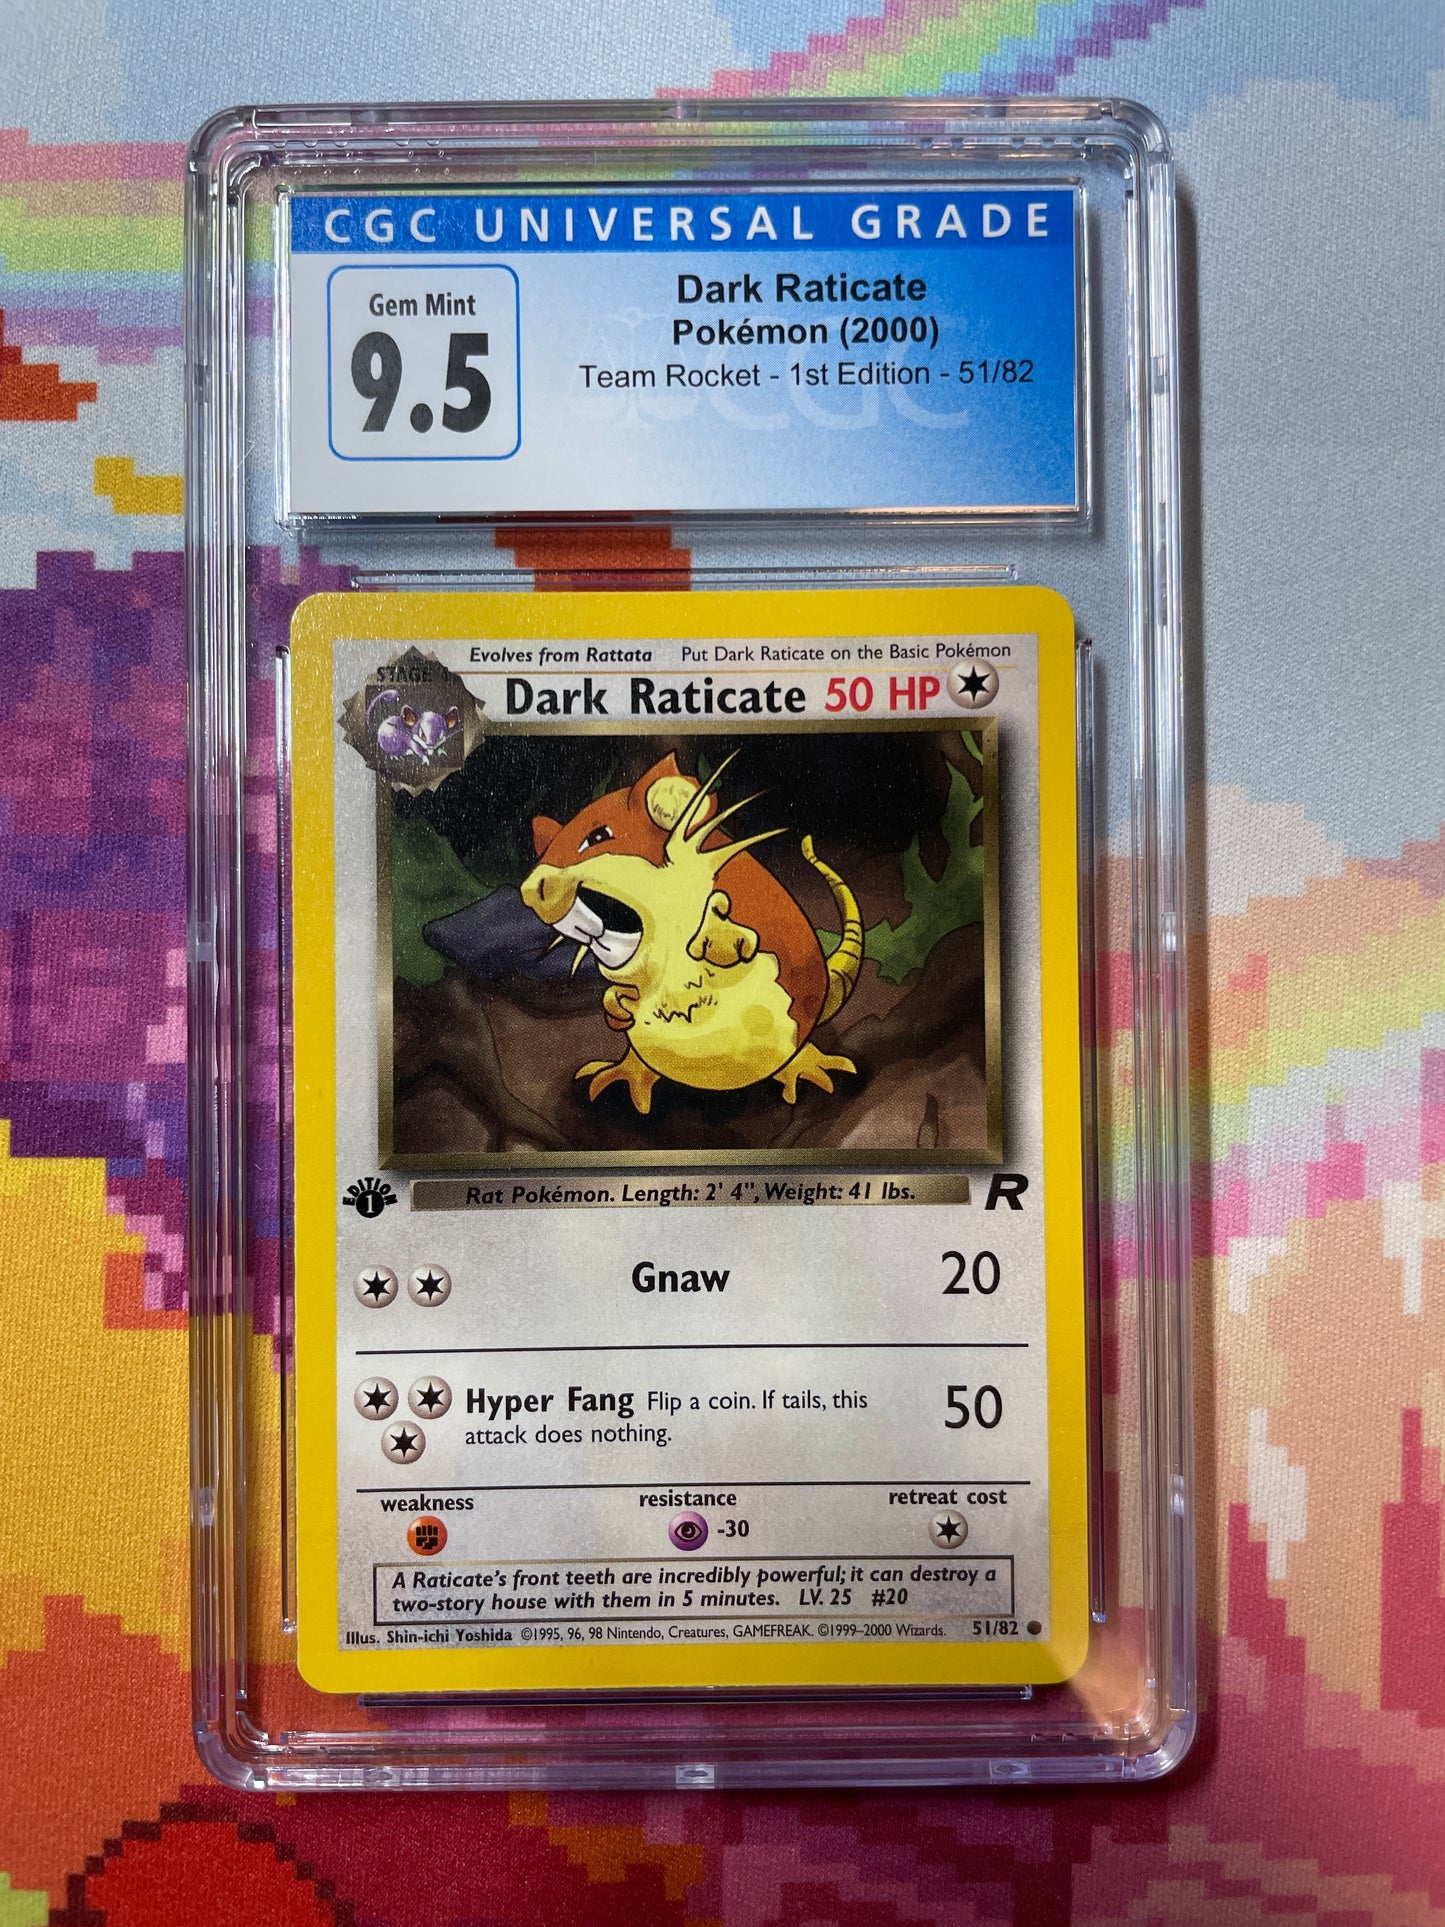 CGC UNIVERSAL GRADE
Gem Mint
9.5
Dark Raticate
Pokémon (2000)
Team Rocket - 1st Edition - 51/82
CGC
Evolves from Rattata Put Dark Raticate on the Basic Pokémon
STAGE 1
Dark Raticate 50 HP
EDITION
1
Rat Pokémon. Length: 2' 4", Weight: 41 lbs.
R
Gnaw 20
Hyper Fang Flip a coin. If tails, this
attack does nothing.
50
weakness resistance retreat cost
-30
A Raticate's front teeth are incredibly powerful; it can destroy a
two-story house with them in 5 minutes. LV. 25 #20
Illus. Shin-ichi Yoshida ©1995, 96, 98 Nintendo, Creatures, GAMEFREAK. ©1999–2000 Wizards. 51/82